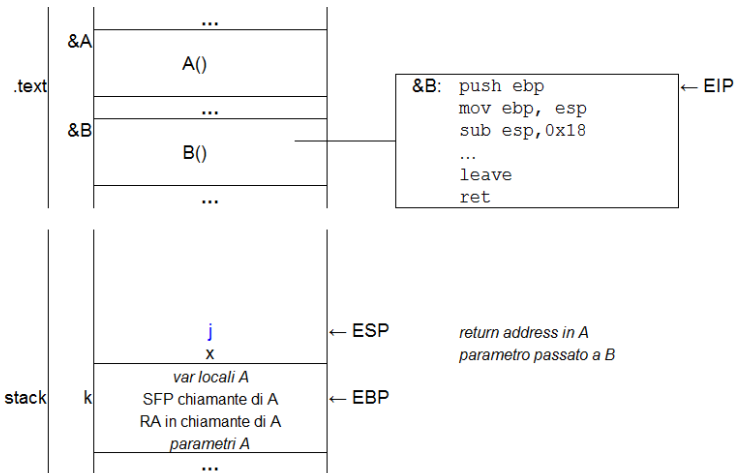 ...
&A
A()
.text
...
&B
B()
...
&B: push ebp ← EIP
mov ebp, esp
sub esp,0x18
...
leave
ret
j ← ESP return address in A
x parametro passato a B
var locali A
stack k SFP chiamante di A ← EBP
RA in chiamante di A
parametri A
...